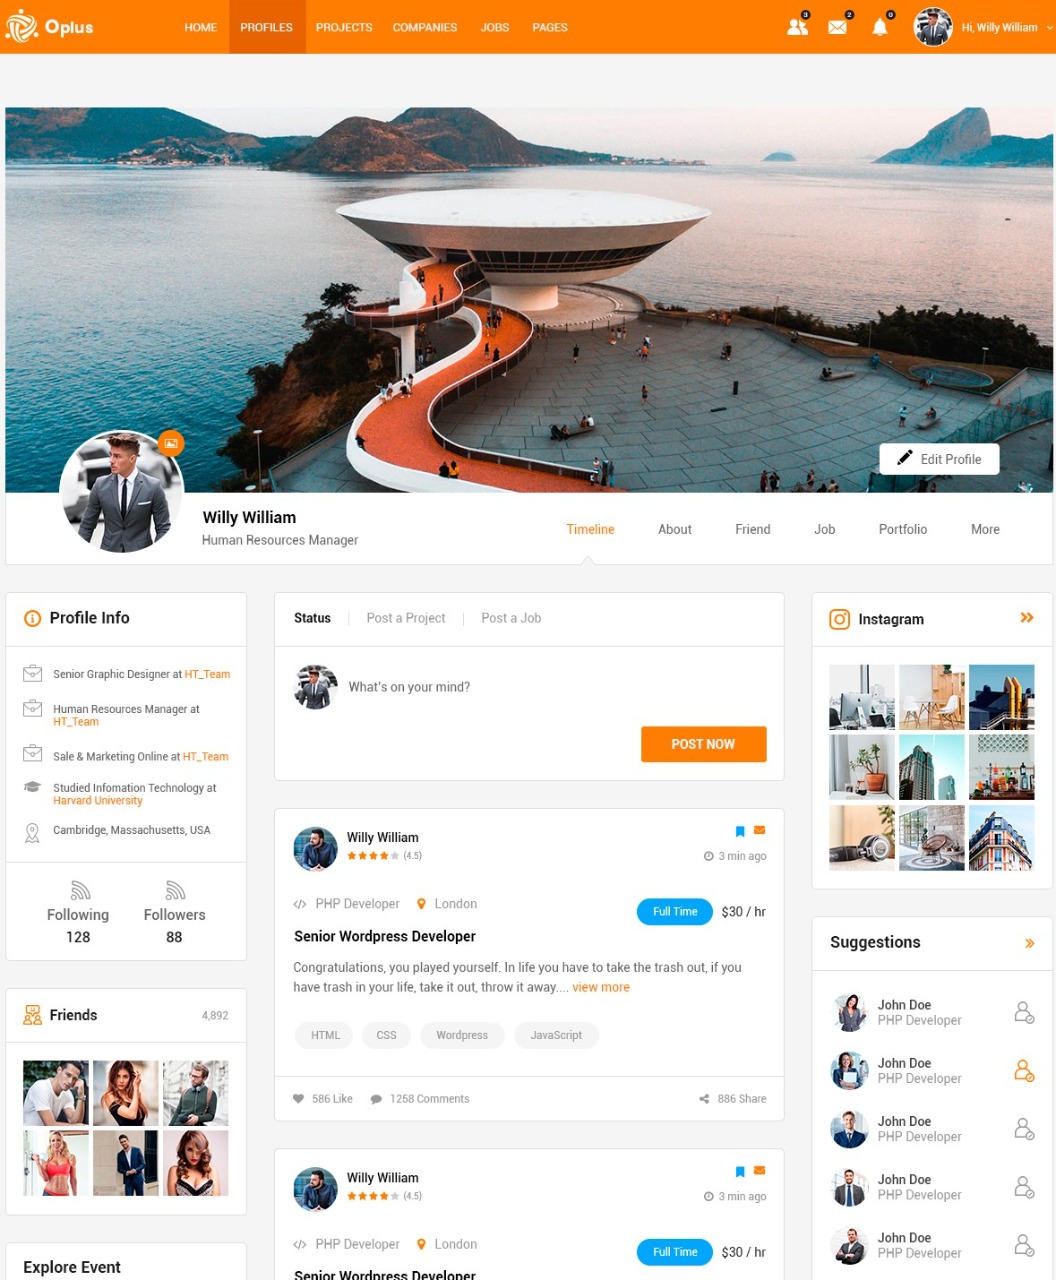 Oplus
HOME PROFILES PROJECTS COMPANIES JOBS PAGES
3 2 0 Hi, Willy William
Edit Profile
Willy William
Human Resources Manager
Timeline About Friend Job Portfolio More
Profile Info
Senior Graphic Designer at HT_Team
Human Resources Manager at
HT_Team
Sale & Marketing Online at HT_Team
Studied Infomation Technology at
Harvard University
Cambridge, Massachusetts, USA
Following Followers
128 88
Friends 4,892
Explore Event
Status Post a Project Post a Job
What's on your mind?
POST NOW
Willy William
(4.5) 3 min ago
PHP Developer London Full Time $30 / hr
Senior Wordpress Developer
Congratulations, you played yourself. In life you have to take the trash out, if you
have trash in your life, take it out, throw it away.... view more
HTML CSS Wordpress JavaScript
586 Like 1258 Comments 886 Share
Willy William
(4.5) 3 min ago
PHP Developer London Full Time $30 / hr
Senior Wordpress Developer
Instagram
Suggestions
John Doe
PHP Developer
John Doe
PHP Developer
John Doe
PHP Developer
John Doe
PHP Developer
John Doe
PHP Developer